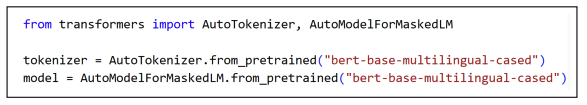 from transformers import AutoTokenizer, AutoModelForMaskedLM
tokenizer = AutoTokenizer.from_pretrained("bert-base-multilingual-cased")
model = AutoModelForMaskedLM.from_pretrained("bert-base-multilingual-cased")